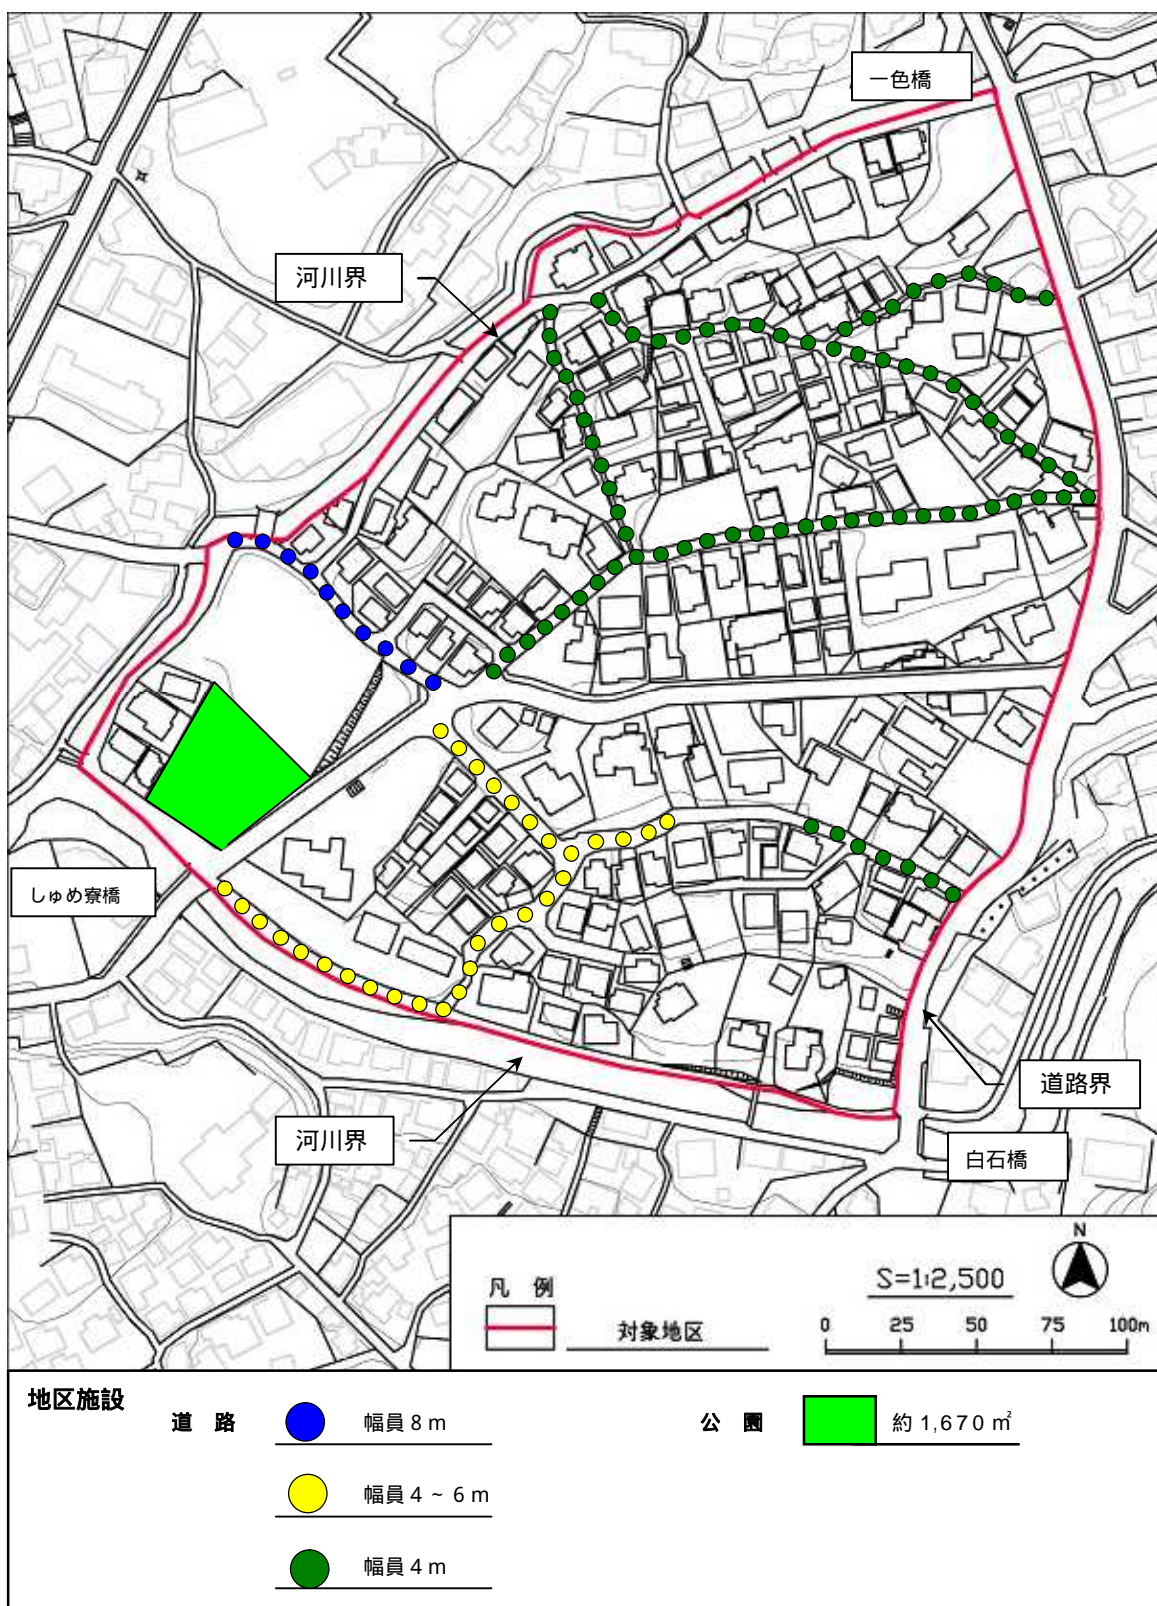 一色橋
河川界
しゅめ寮橋
河川界
道路界
白石橋
N
凡 例
S=1:2,500
対象地区
0 25 50 75 100m
地区施設
道 路 幅員 8 m 公 園 約 1,670 ㎡
幅員 4 ~ 6 m
幅員 4 m